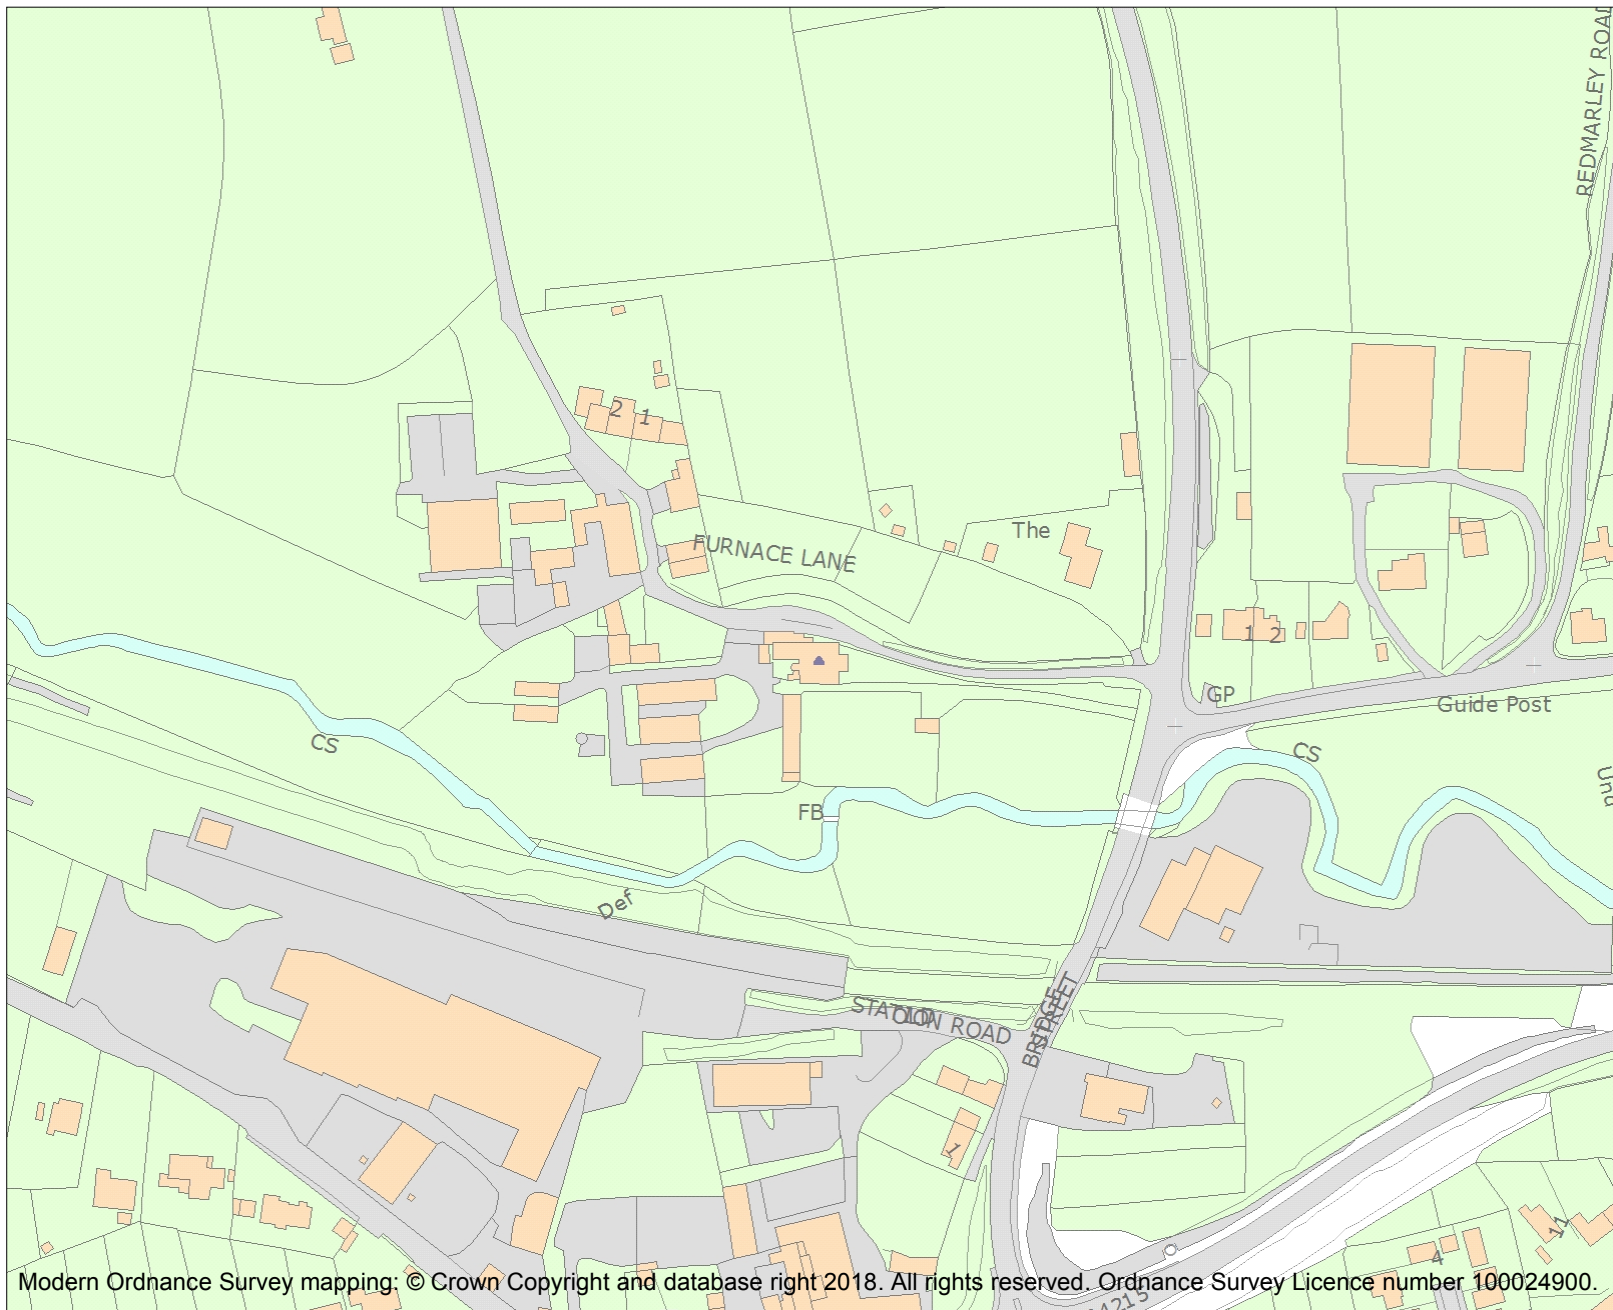 REDMARLEY ROAD
2
1
The
FURNACE LANE
1
2
GP
Guide Post
CS
CS
FB
Def
STATION ROAD
BRIDGE
STREET
1
11
4
Modern Ordnance Survey mapping: © Crown Copyright and database right 2018. All rights reserved. Ordnance Survey Licence number 100024900.